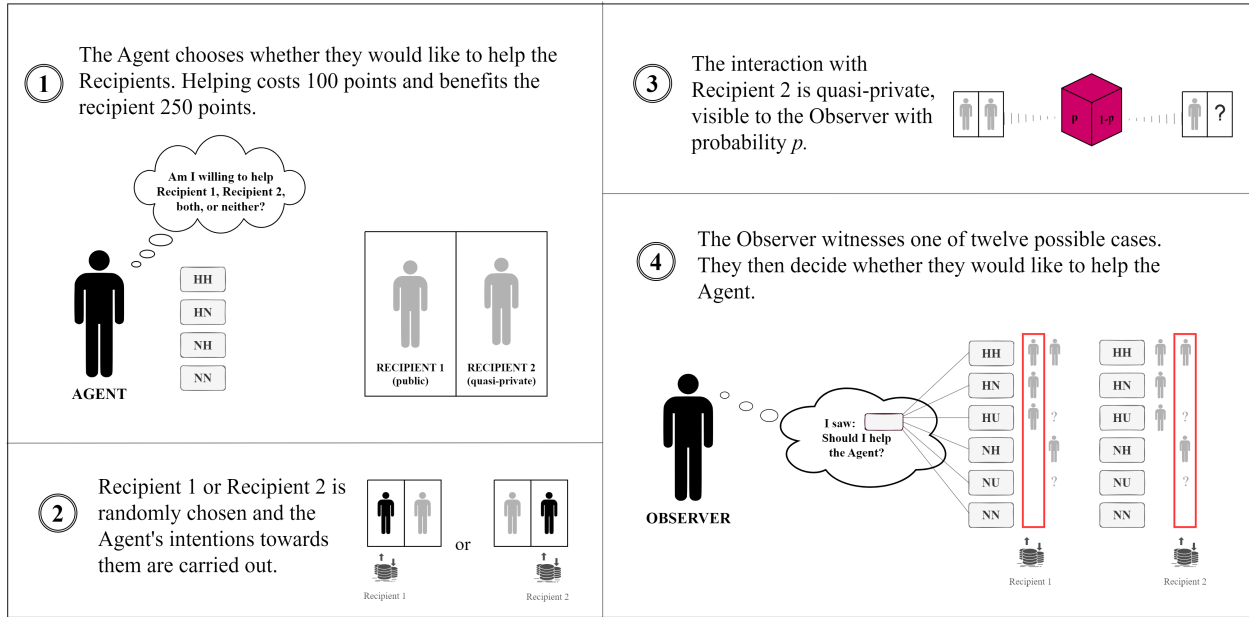 1
The Agent chooses whether they would like to help the
Recipients. Helping costs 100 points and benefits the
recipient 250 points.
Am I willing to help
Recipient 1, Recipient 2,
both, or neither?
HH
HN
NH
NN
AGENT
RECIPIENT 1
(public)
RECIPIENT 2
(quasi-private)
2
Recipient 1 or Recipient 2 is
randomly chosen and the
Agent's intentions towards
them are carried out.
or
Recipient 1
Recipient 2
3
The interaction with
Recipient 2 is quasi-private,
visible to the Observer with
probability p.
p
1-p
?
4
The Observer witnesses one of twelve possible cases.
They then decide whether they would like to help the
Agent.
I saw:
Should I help
the Agent?
OBSERVER
HH
HN
HU ?
NH
NU ?
NN
Recipient 1
HH
HN
HU ?
NH
NU ?
NN
Recipient 2